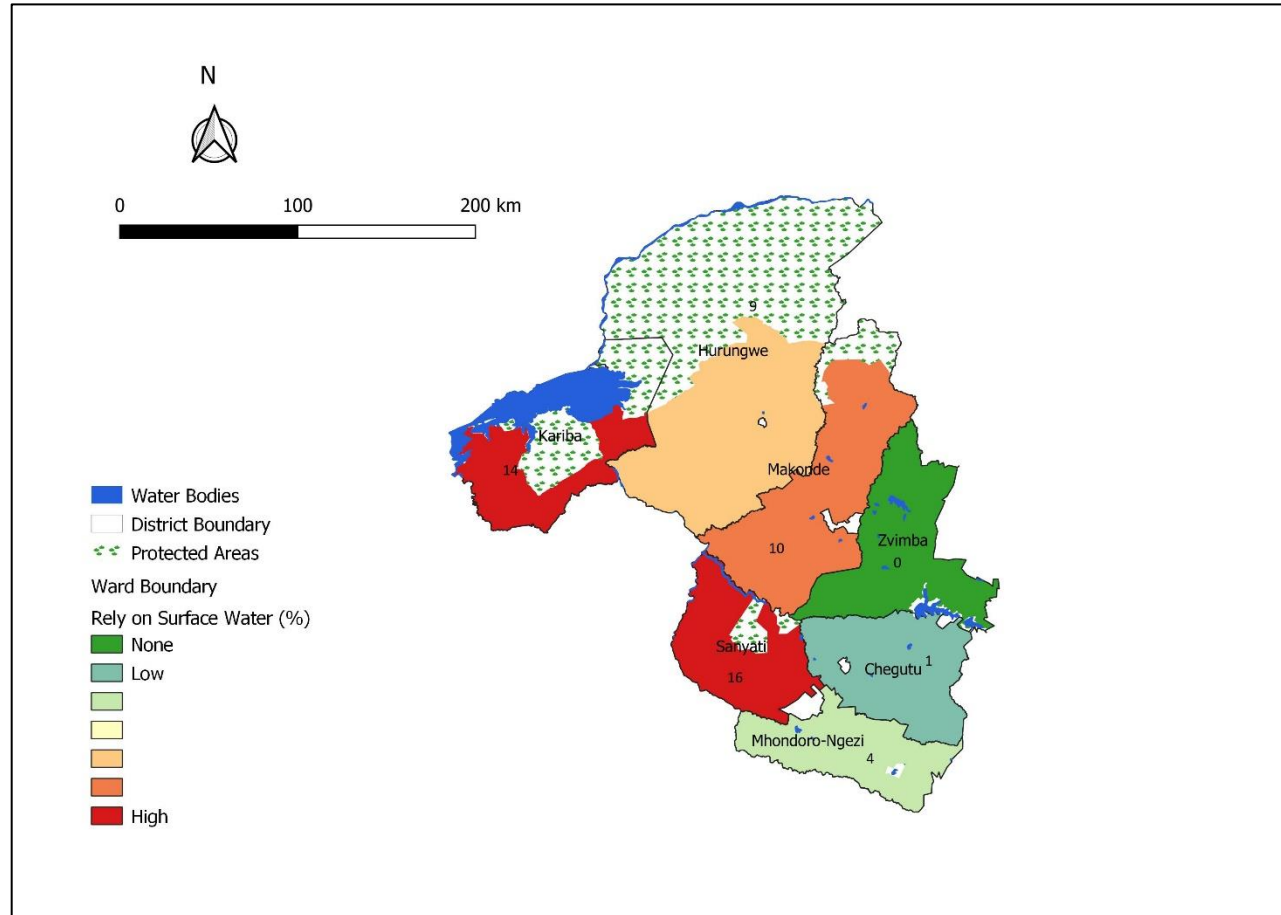 N
0 100 200 km
9
Hurungwe
Kariba
14
Makonde
Water Bodies
District Boundary
Protected Areas
Ward Boundary
Rely on Surface Water (%)
None
Low
High
Zvimba
0
10
Sanyati
16
Chegutu
1
Mhondoro-Ngezi
4